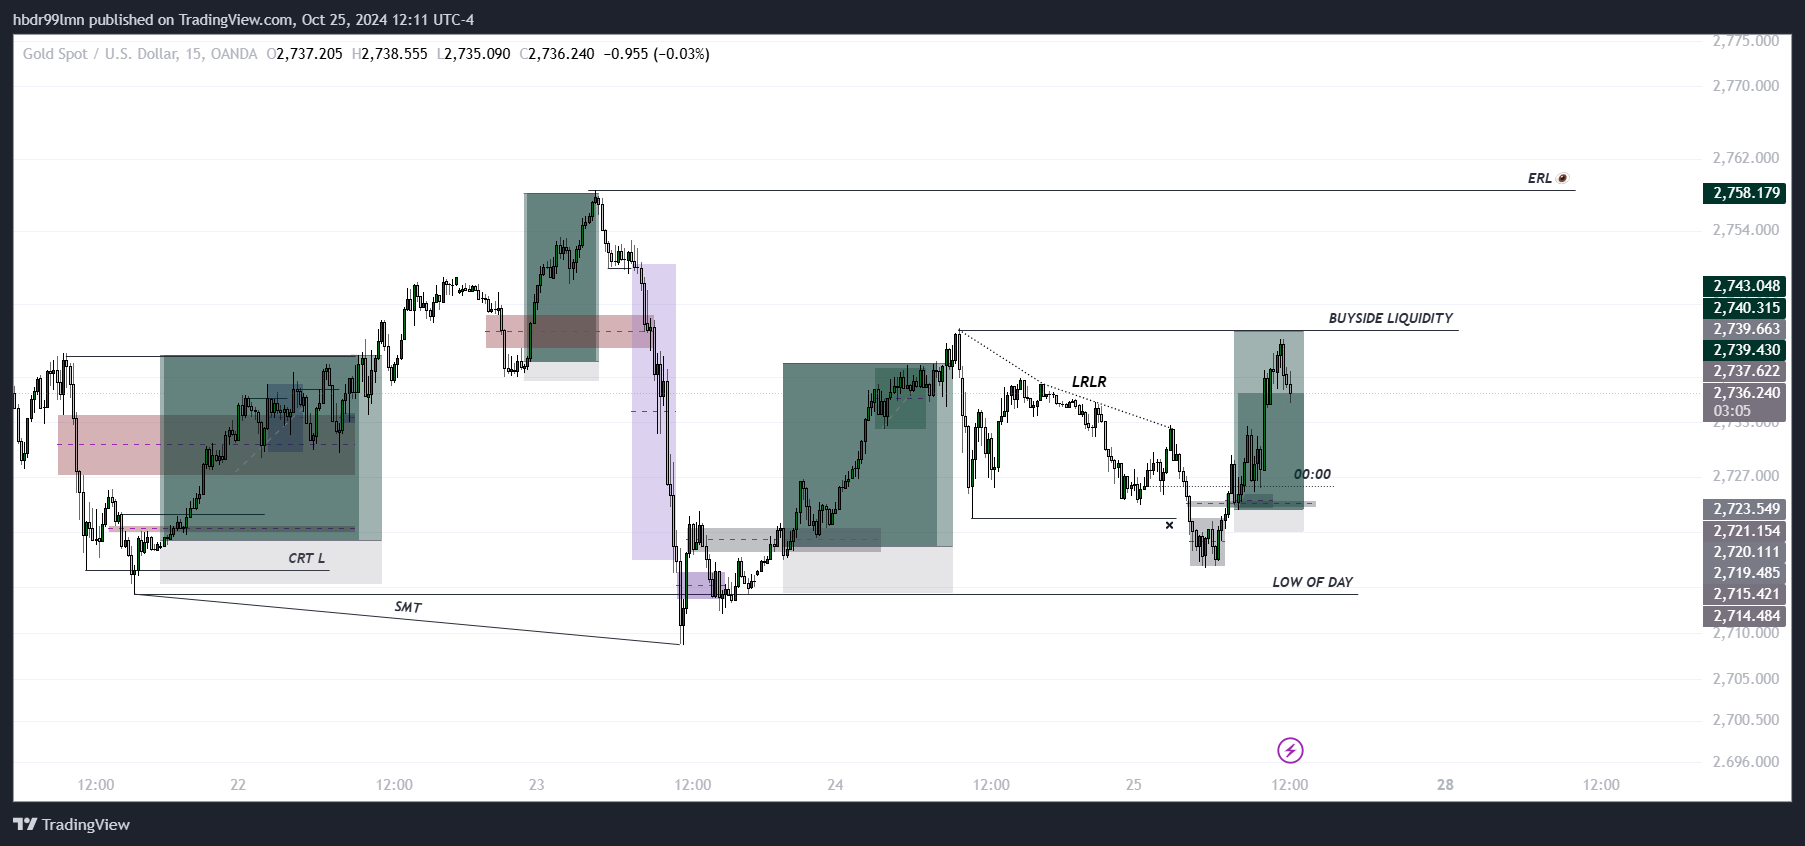 hbdr99lmn published on TradingView.com, Oct 25, 2024 12:11 UTC-4
Gold Spot / U.S. Dollar, 15, OANDA O2,737.205 H2,738.555 L2,735.090 C2,736.240 −0.955 (−0.03%)
2,775.000
2,770.000
2,762.000
ERL
2,758.179
2,754.000
2,743.048
2,740.315
BUYSIDE LIQUIDITY
2,739.663
2,739.430
2,737.622
LRLR
2,736.240
03:05
00:00
2,727.000
2,723.549
2,721.154
2,720.111
CRT L
2,719.485
LOW OF DAY
2,715.421
SMT
2,714.484
2,710.000
2,705.000
2,700.500
2,696.000
12:00 22 12:00 23 12:00 24 12:00 25 12:00 28 12:00
TradingView